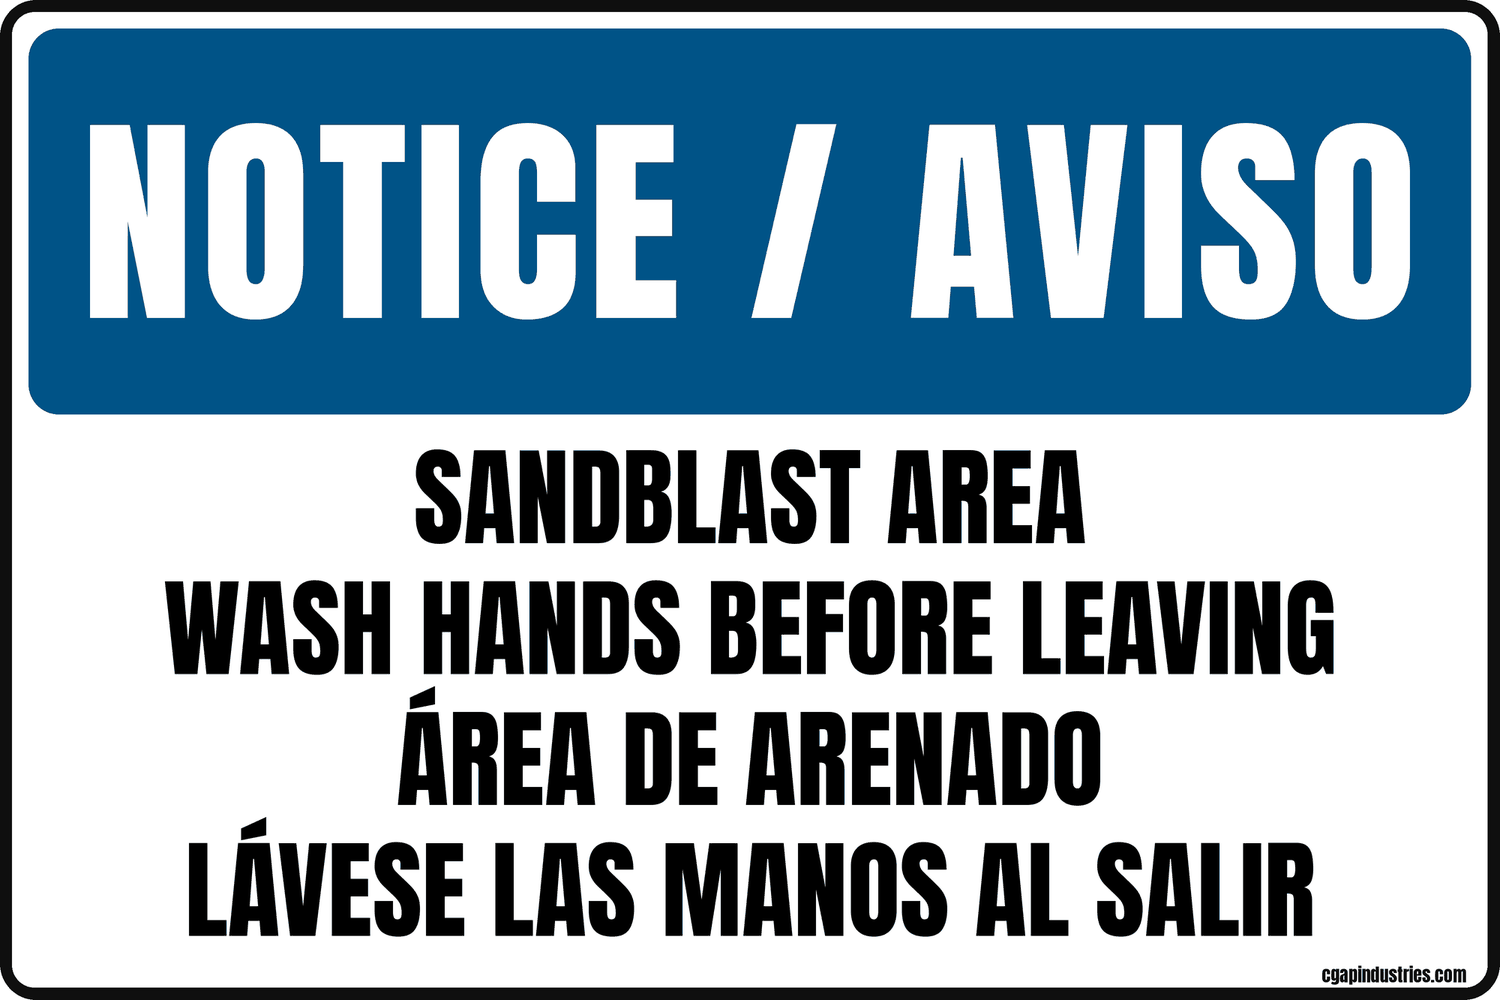 NOTICE / AVISO
SANDBLAST AREA
WASH HANDS BEFORE LEAVING
ÁREA DE ARENADO
LÁVESE LAS MANOS AL SALIR
cgapindustries.com